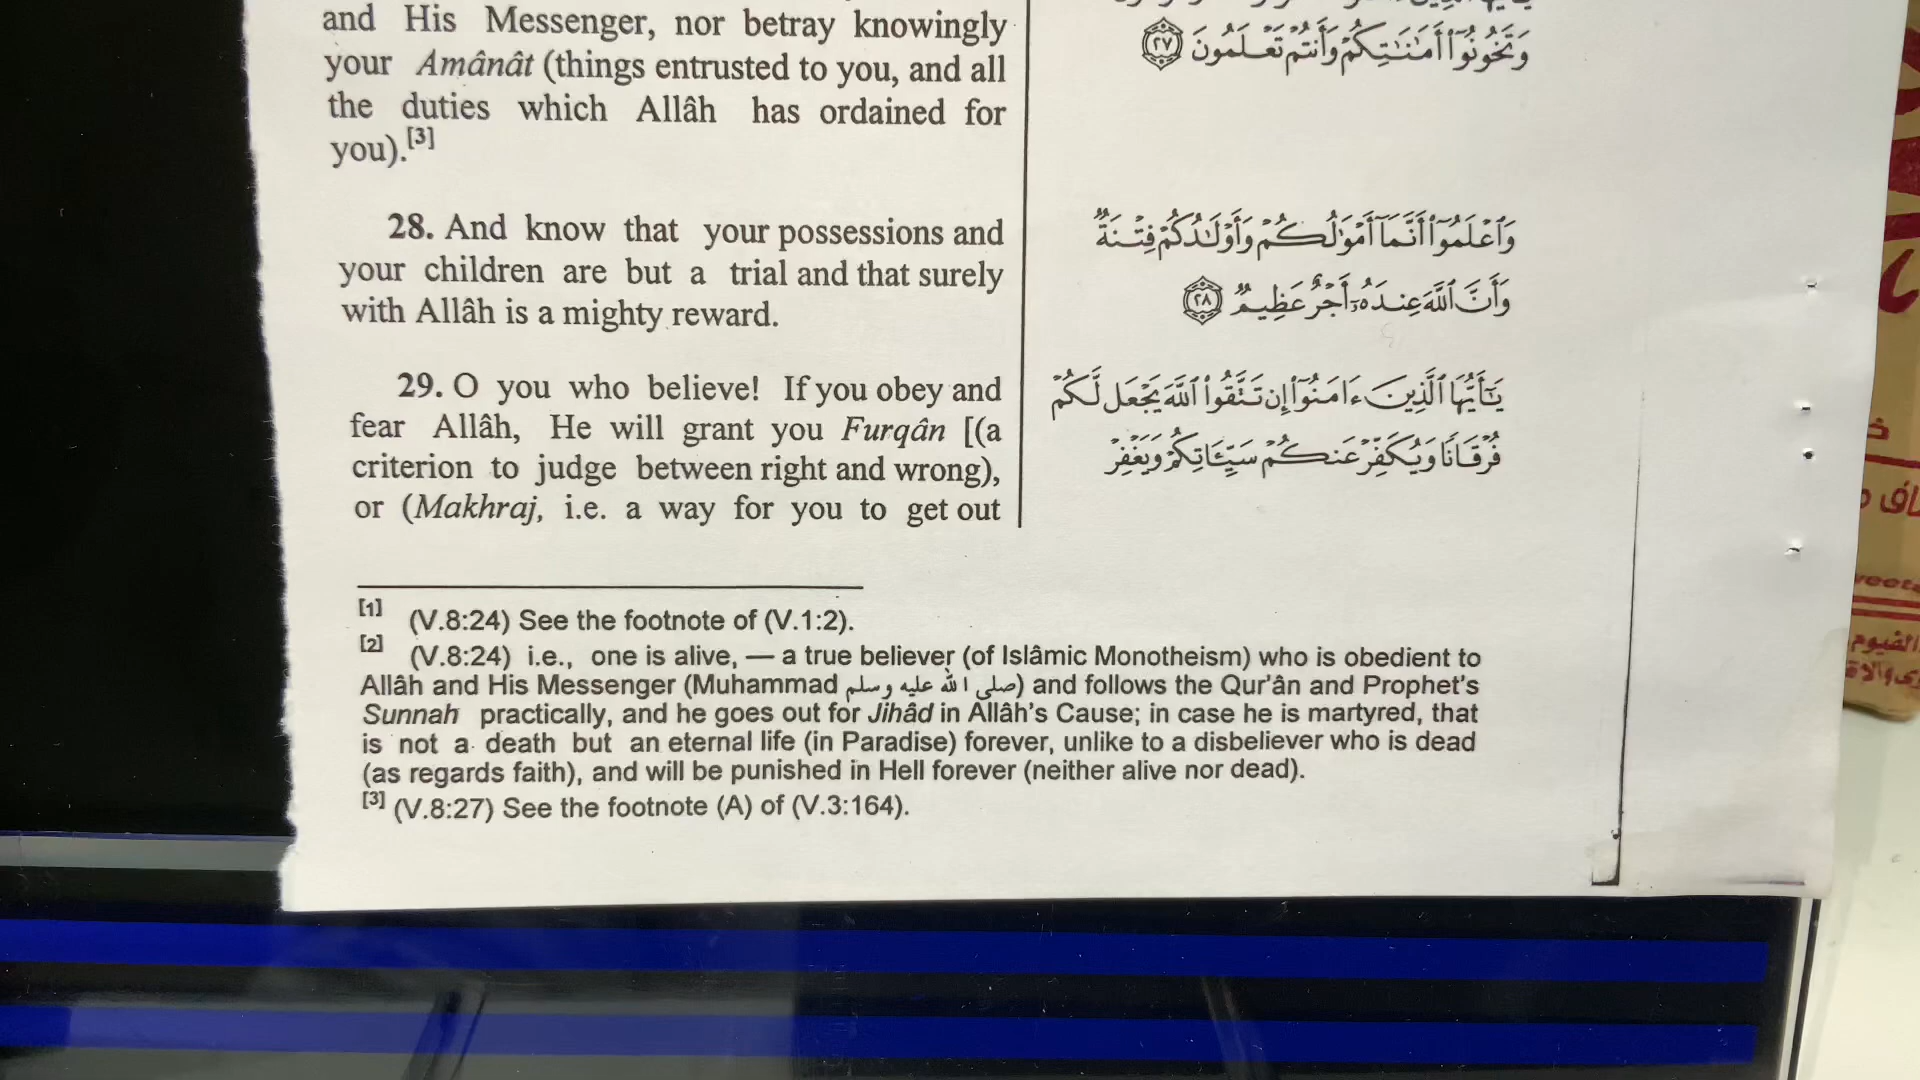 and His Messenger, nor betray knowingly
your Amânât (things entrusted to you, and all
the duties which Allâh has ordained for
you).[3]
28. And know that your possessions and
your children are but a trial and that surely
with Allâh is a mighty reward.
29. O you who believe! If you obey and
fear Allâh, He will grant you Furqân [(a
criterion to judge between right and wrong),
or (Makhraj, i.e. a way for you to get out
وَتَخُونُوٓا۟ أَمَـٰنَـٰتِكُمْ وَأَنتُمْ تَعْلَمُونَ ٢٧
وَٱعْلَمُوٓا۟ أَنَّمَآ أَمْوَٰلُكُمْ وَأَوْلَـٰدُكُمْ فِتْنَةٌ
وَأَنَّ ٱللَّهَ عِندَهُۥٓ أَجْرٌ عَظِيمٌ ٢٨
يَـٰٓأَيُّهَا ٱلَّذِينَ ءَامَنُوٓا۟ إِن تَتَّقُوا۟ ٱللَّهَ يَجْعَل لَّكُمْ
فُرْقَانًا وَيُكَفِّرْ عَنكُمْ سَيِّـَٔاتِكُمْ وَيَغْفِرْ
[1] (V.8:24) See the footnote of (V.1:2).
[2] (V.8:24) i.e., one is alive, — a true believer (of Islâmic Monotheism) who is obedient to
Allâh and His Messenger (Muhammad صلى الله عليه وسلم) and follows the Qur'ân and Prophet's
Sunnah practically, and he goes out for Jihâd in Allâh's Cause; in case he is martyred, that
is not a death but an eternal life (in Paradise) forever, unlike to a disbeliever who is dead
(as regards faith), and will be punished in Hell forever (neither alive nor dead).
[3] (V.8:27) See the footnote (A) of (V.3:164).
الفيوم